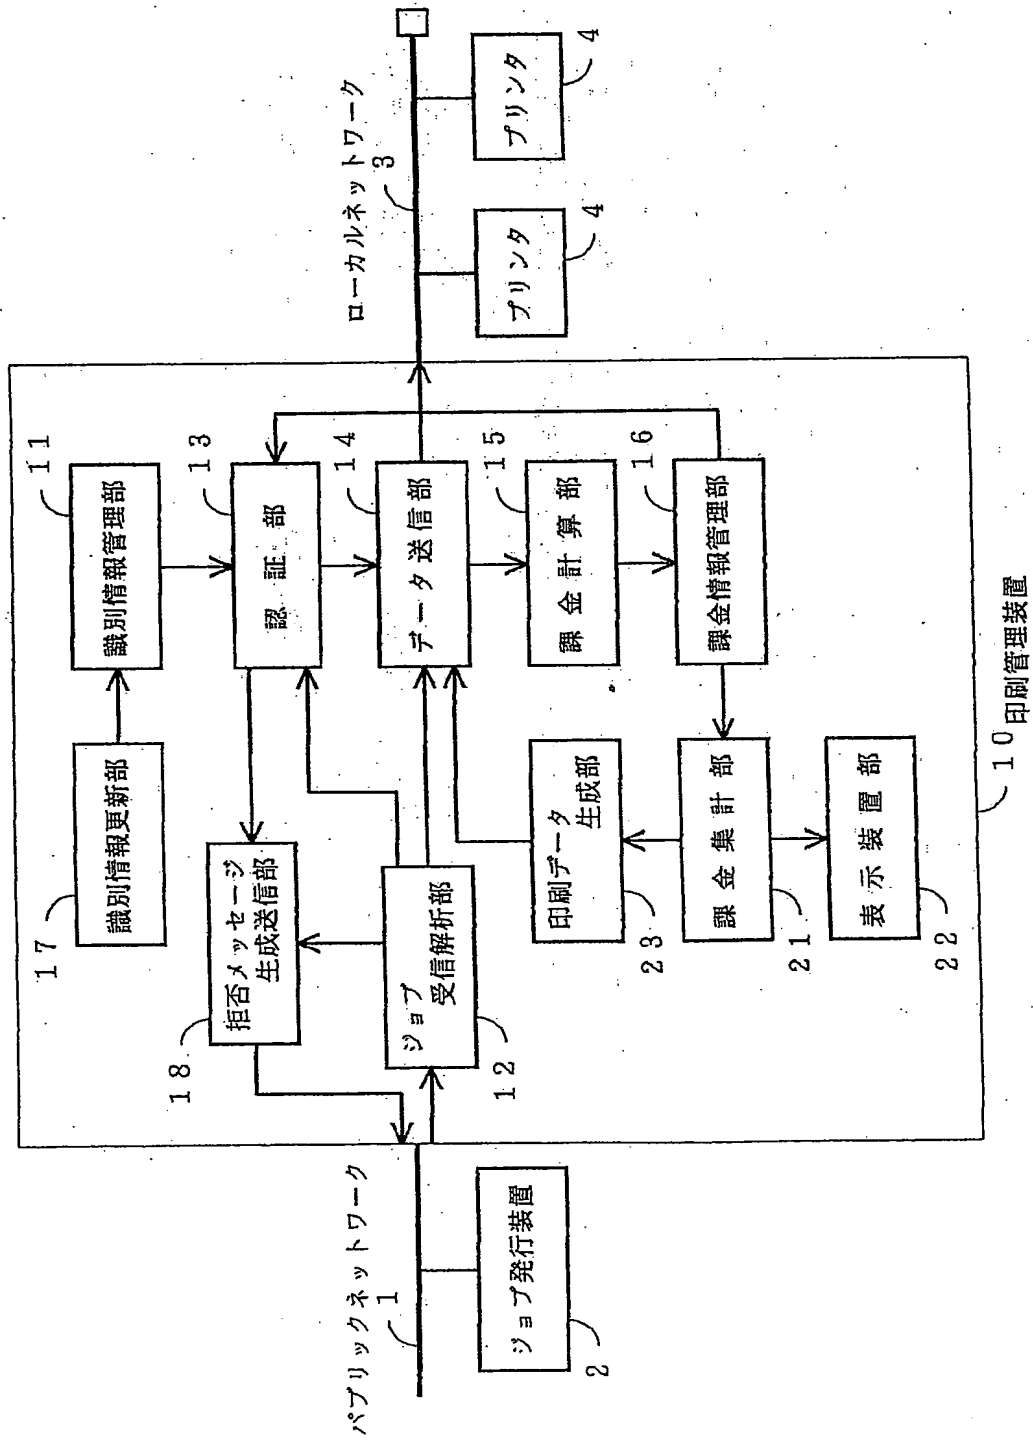 パブリックネットワーク
1
ジョブ発行装置
2
ローカルネットワーク
3
プリンタ
4
プリンタ
4
識別情報更新部
17
識別情報管理部
11
拒否メッセージ
生成送信部
18
認証部
13
ジョブ
受信解析部
12
データ送信部
14
印刷データ
生成部
23
課金計算部
15
課金集計部
21
課金情報管理部
16
表示装置部
22
10
印刷管理装置